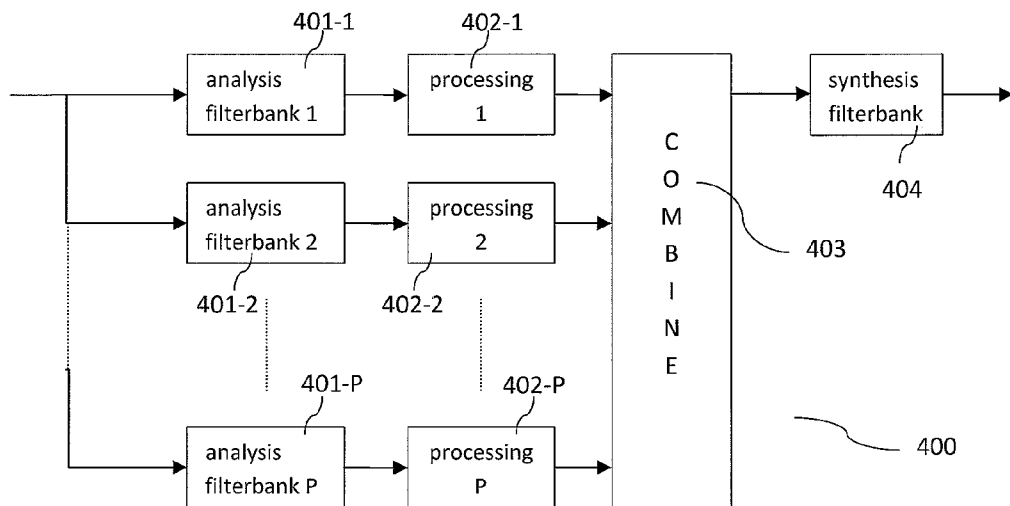 401-1
402-1
analysis
filterbank 1
processing
1
synthesis
filterbank
404
COMBINE
403
analysis
filterbank 2
processing
2
401-2
402-2
401-P
402-P
analysis
filterbank P
processing
P
400